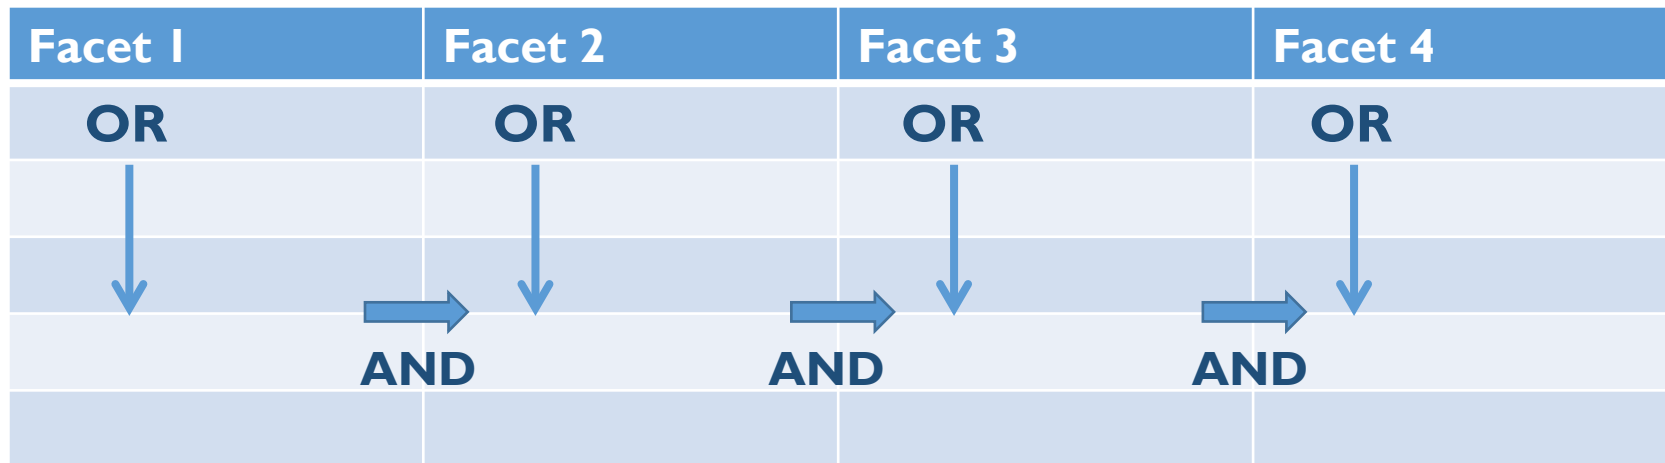 Facet 1 Facet 2 Facet 3 Facet 4
OR OR OR OR
AND AND AND